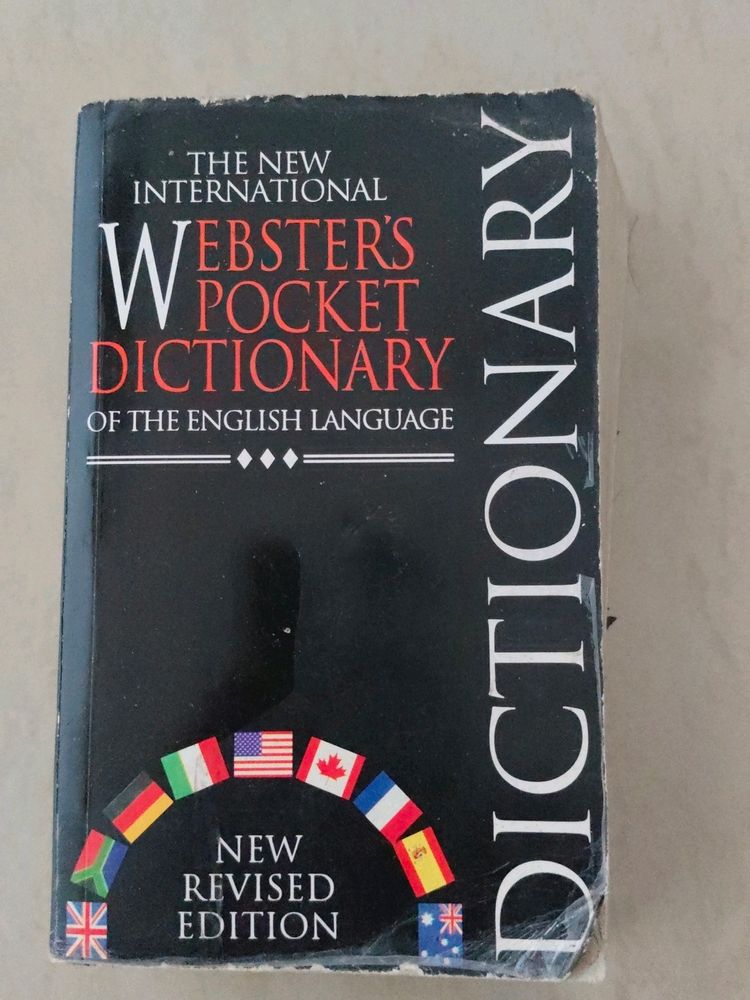 THE NEW
INTERNATIONAL
WEBSTER'S
POCKET
DICTIONARY
OF THE ENGLISH LANGUAGE
NEW
REVISED
EDITION
DICTIONARY